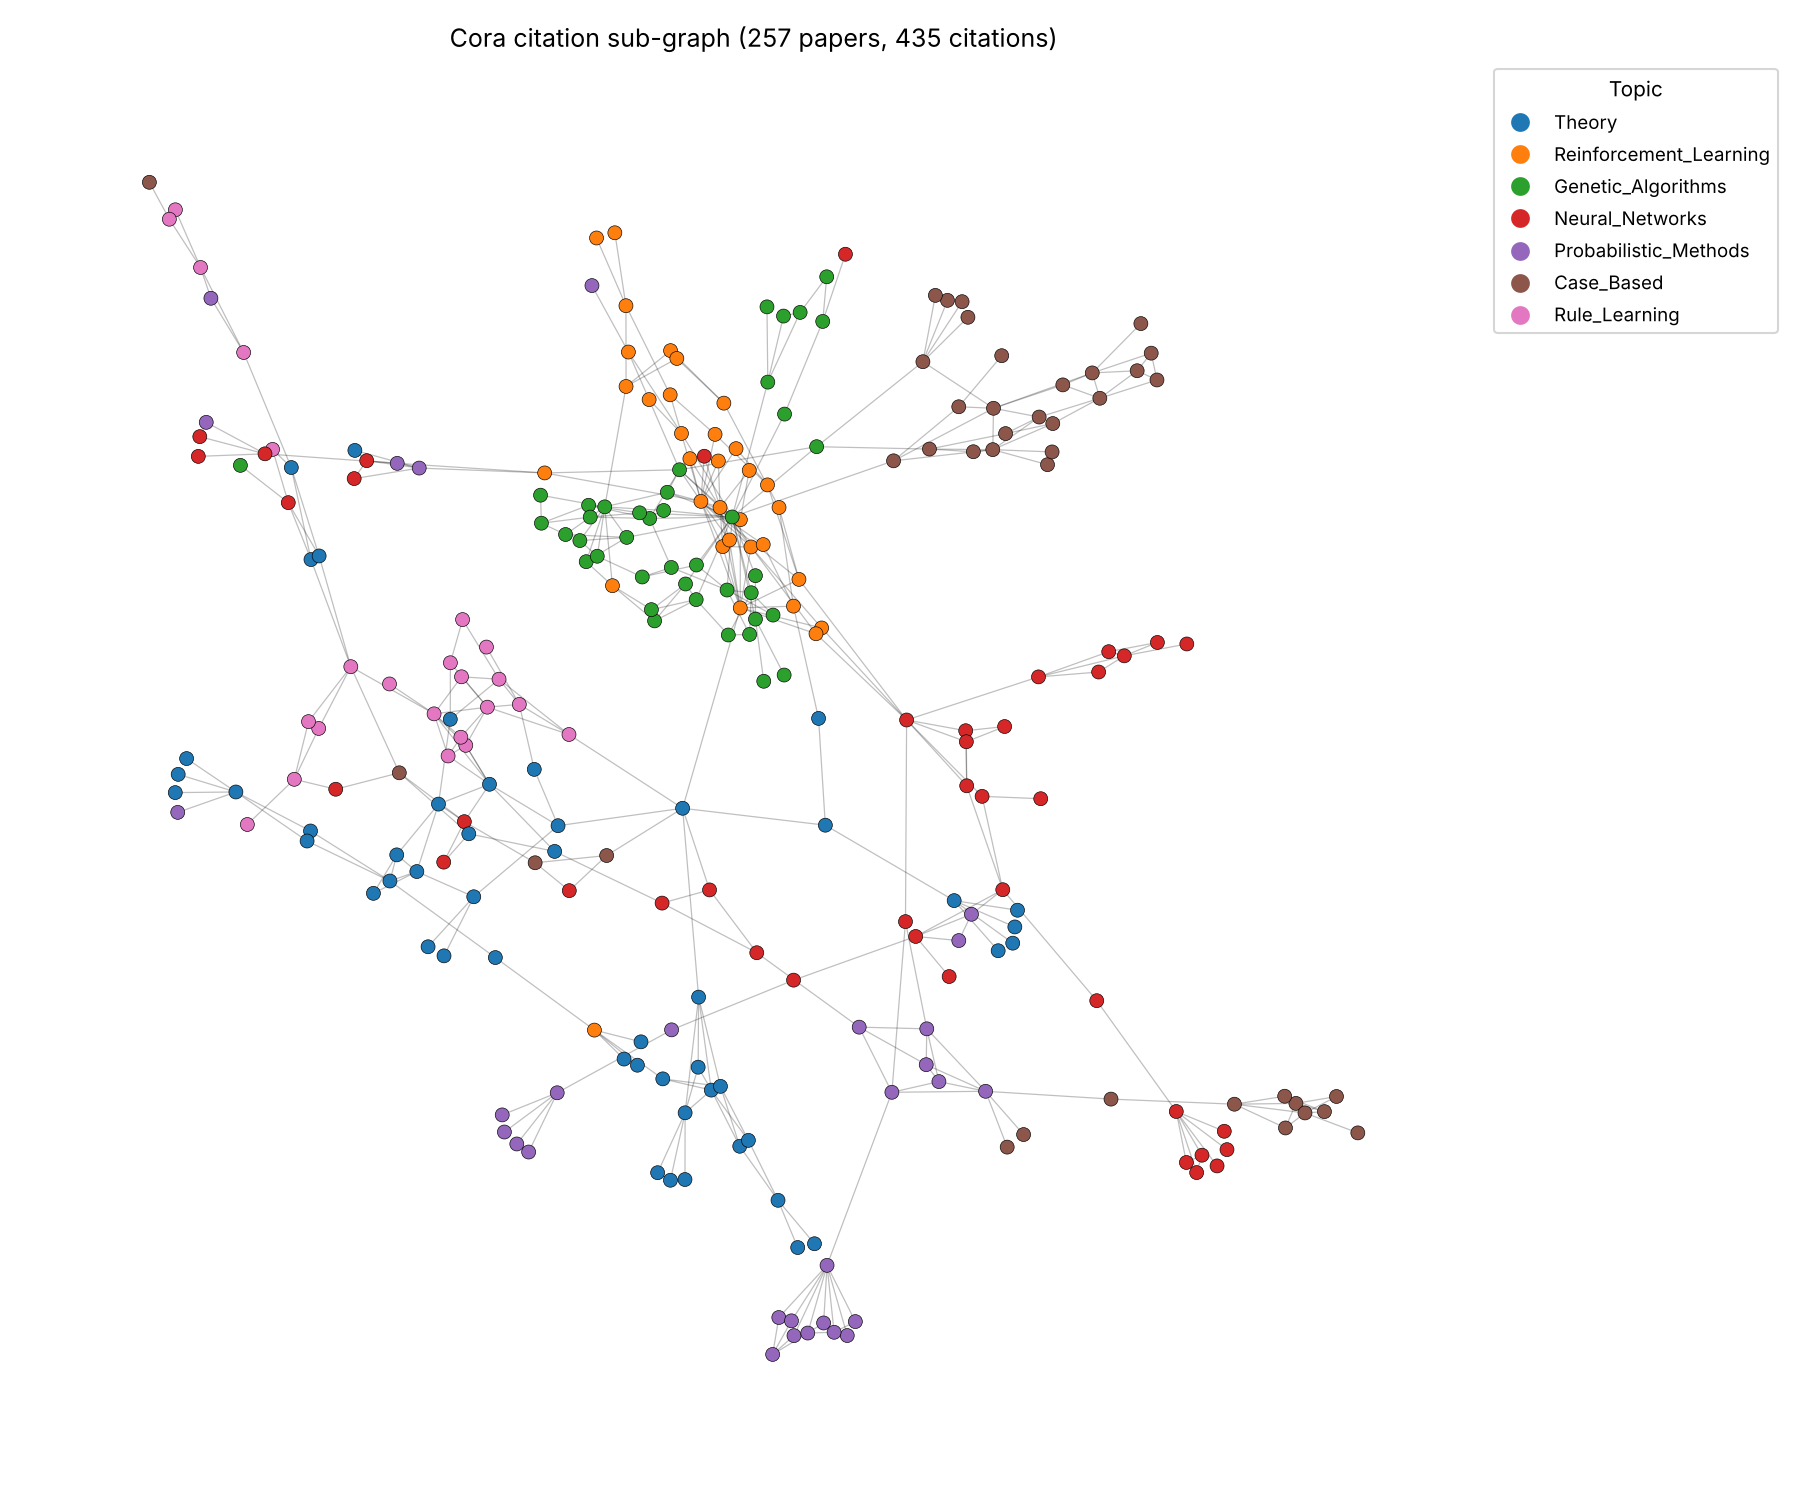 Cora citation sub-graph (257 papers, 435 citations)
Topic
Theory
Reinforcement_Learning
Genetic_Algorithms
Neural_Networks
Probabilistic_Methods
Case_Based
Rule_Learning